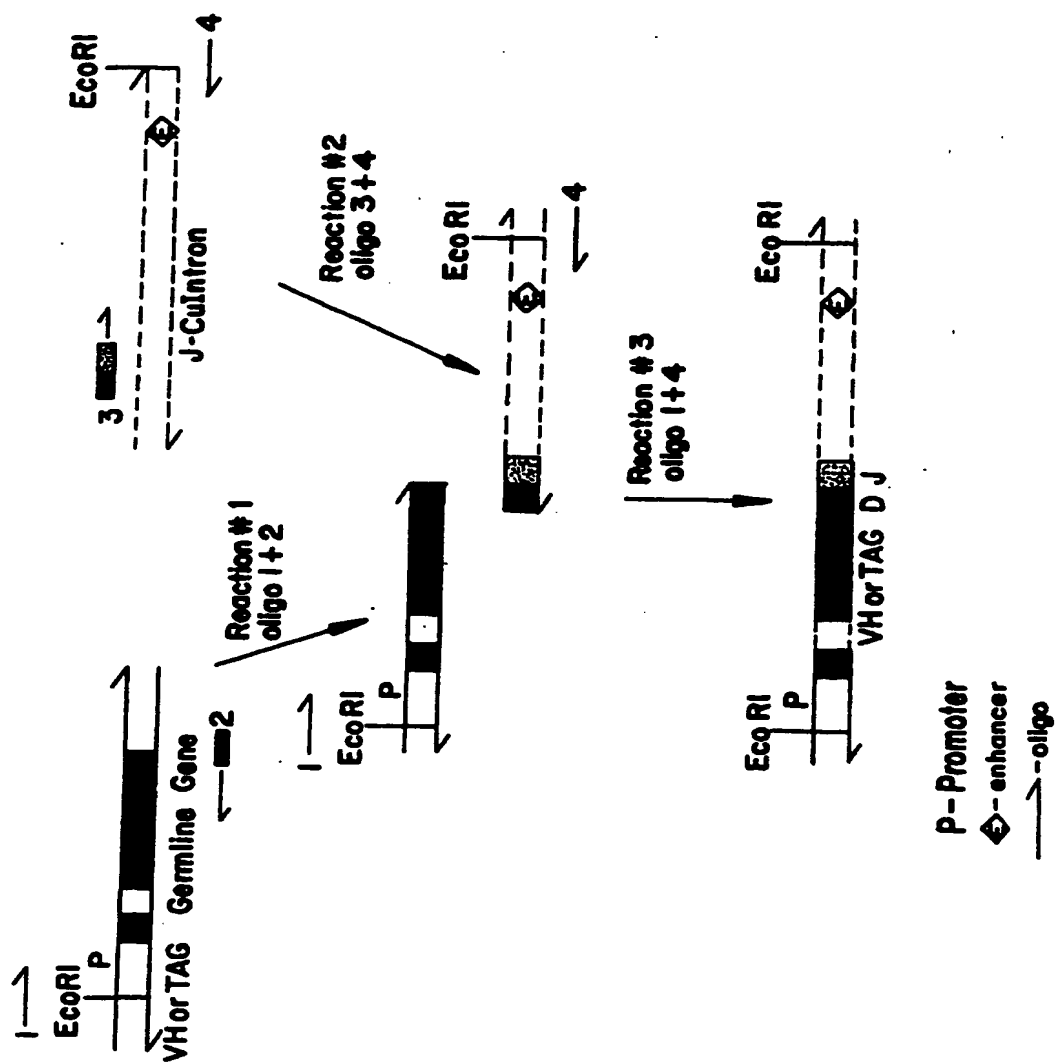 1
EcoRI
P
VHorTAG Germline Gene
2
3
J-CuIntron
E
EcoRI
4
Reaction #1
oligo 1+2
Reaction #2
oligo 3+4
1
EcoRI
P
E
EcoRI
4
Reaction #3
oligo 1+4
EcoRI
P
VHorTAG D J
E
EcoRI
P-Promoter
E-enhancer
-oligo